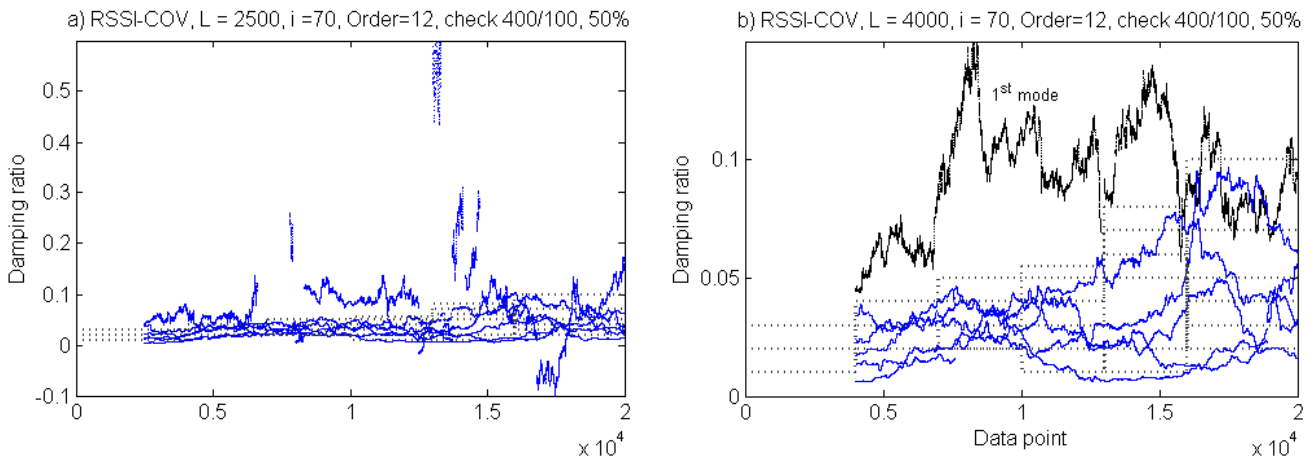 a) RSSI-COV, L = 2500, i =70, Order=12, check 400/100, 50%
Damping ratio
0.5
0.4
0.3
0.2
0.1
0
-0.1
0
0.5
1
1.5
2
x 10^4
b) RSSI-COV, L = 4000, i = 70, Order=12, check 400/100, 50%
Damping ratio
0.1
0.05
0
1st mode
0
0.5
1
1.5
2
Data point
x 10^4